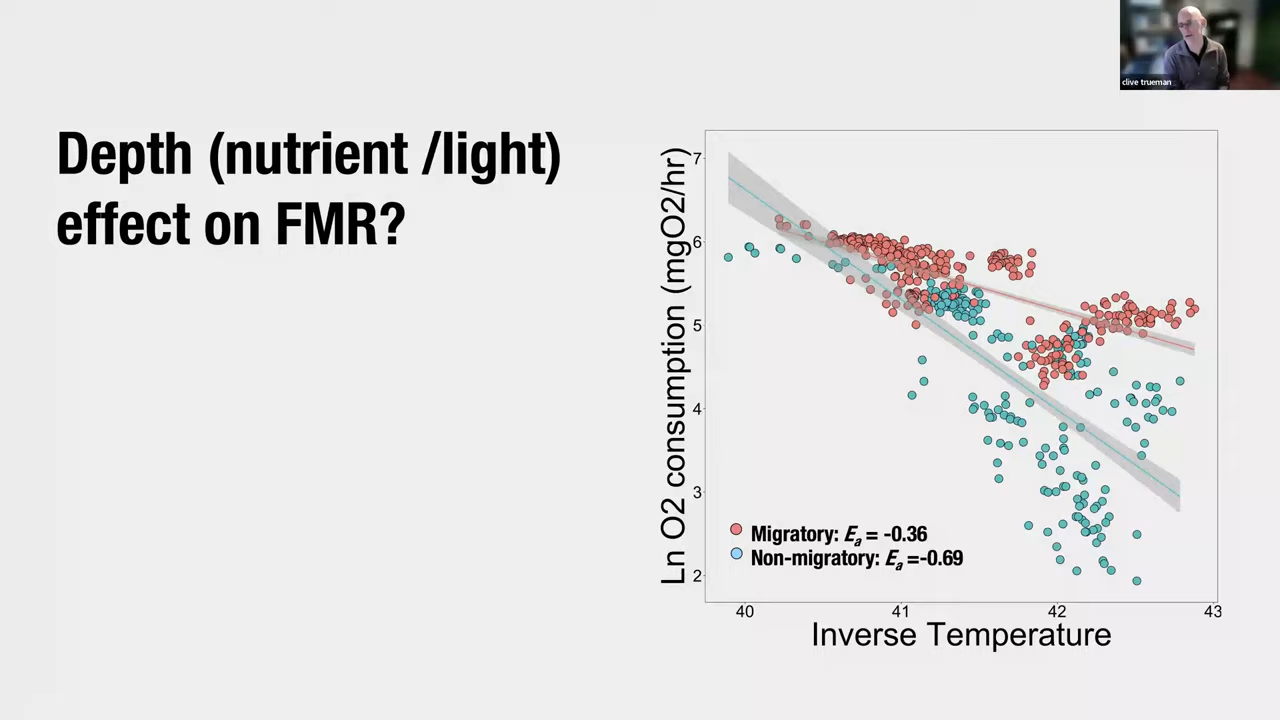 clive trueman
Depth (nutrient /light)
effect on FMR?
Ln O2 consumption (mgO2/hr)
7
6
5
4
3
2
Migratory: Ea = -0.36
Non-migratory: Ea =-0.69
40
41
42
43
Inverse Temperature